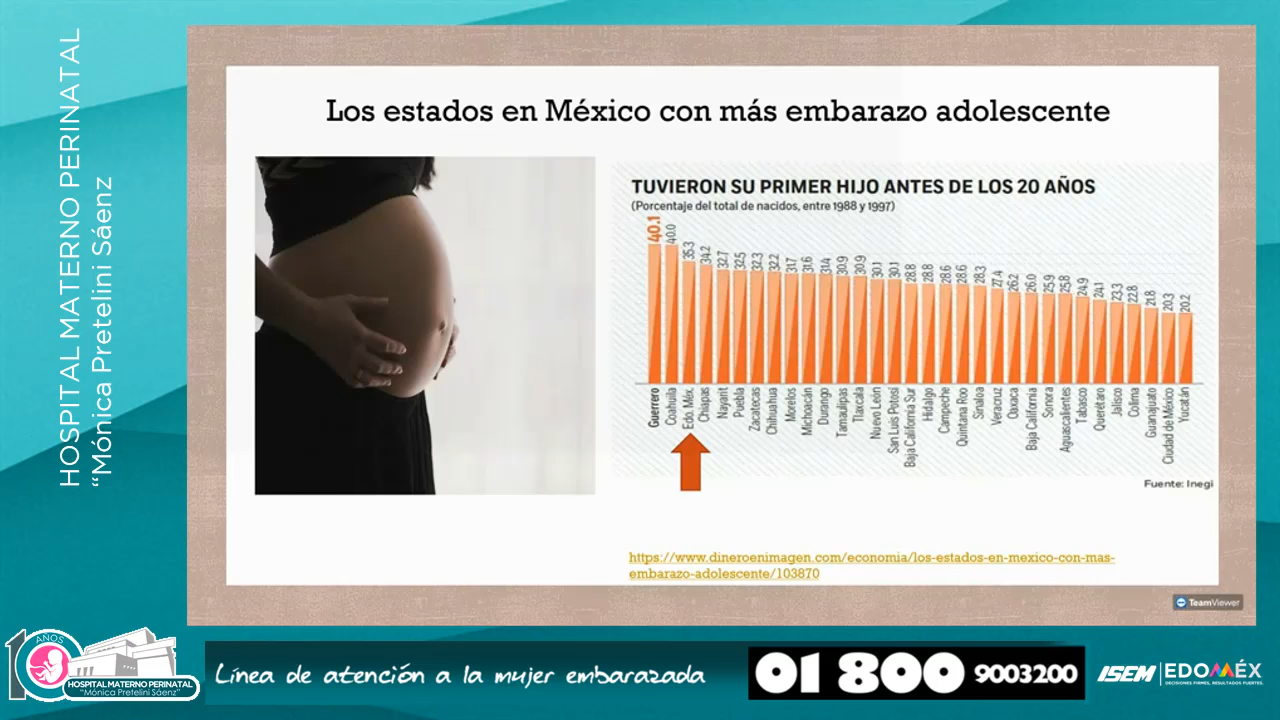 HOSPITAL MATERNO PERINATAL
“Mónica Pretelini Sáenz
Los estados en México con más embarazo adolescente
TUVIERON SU PRIMER HIJO ANTES DE LOS 20 AÑOS
(Porcentaje del total de nacidos, entre 1988 y 1997)
40.1
40.0
35.3
34.2
32.7
32.5
32.3
32.2
31.7
31.6
31.4
30.9
30.9
30.1
30.1
28.8
28.8
28.6
28.6
28.3
27.4
26.2
26.0
25.9
25.8
24.9
24.1
23.3
22.8
21.8
20.3
20.2
Guerrero
Coahuila
Edo. Méx.
Chiapas
Nayarit
Puebla
Zacatecas
Chihuahua
Morelos
Michoacán
Durango
Tamaulipas
Tlaxcala
Nuevo León
San Luis Potosí
Baja California Sur
Hidalgo
Campeche
Quintana Roo
Sinaloa
Veracruz
Oaxaca
Baja California
Sonora
Aguascalientes
Tabasco
Querétaro
Jalisco
Colima
Guanajuato
Ciudad de México
Yucatán
Fuente: Inegi
https://www.dineroenimagen.com/economia/los-estados-en-mexico-con-mas-
embarazo-adolescente/103870
TeamViewer
10 AÑOS
HOSPITAL MATERNO PERINATAL
“Mónica Pretelini Sáenz”
Línea de atención a la mujer embarazada
01 800 9003200
ISEM
EDOMÉX
DECISIONES FIRMES, RESULTADOS FUERTES.